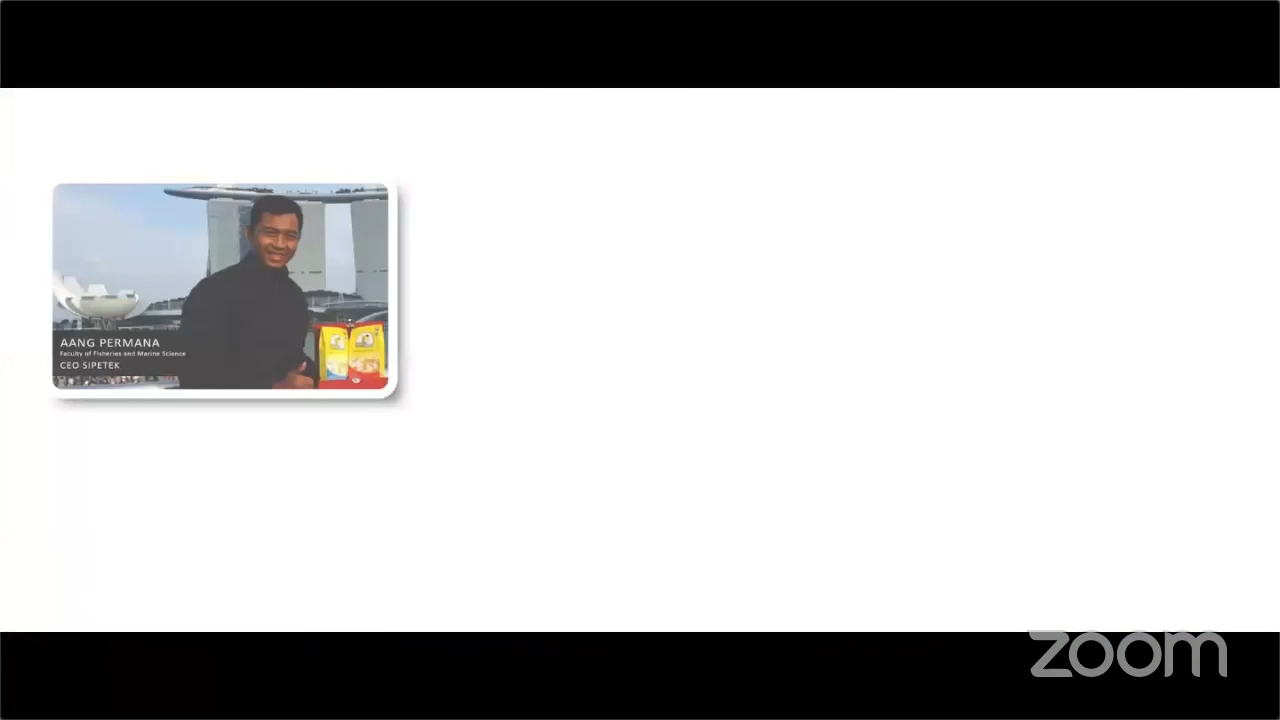 AANG PERMANA
Faculty of Fisheries and Marine Science
CEO SIPETEK
zoom